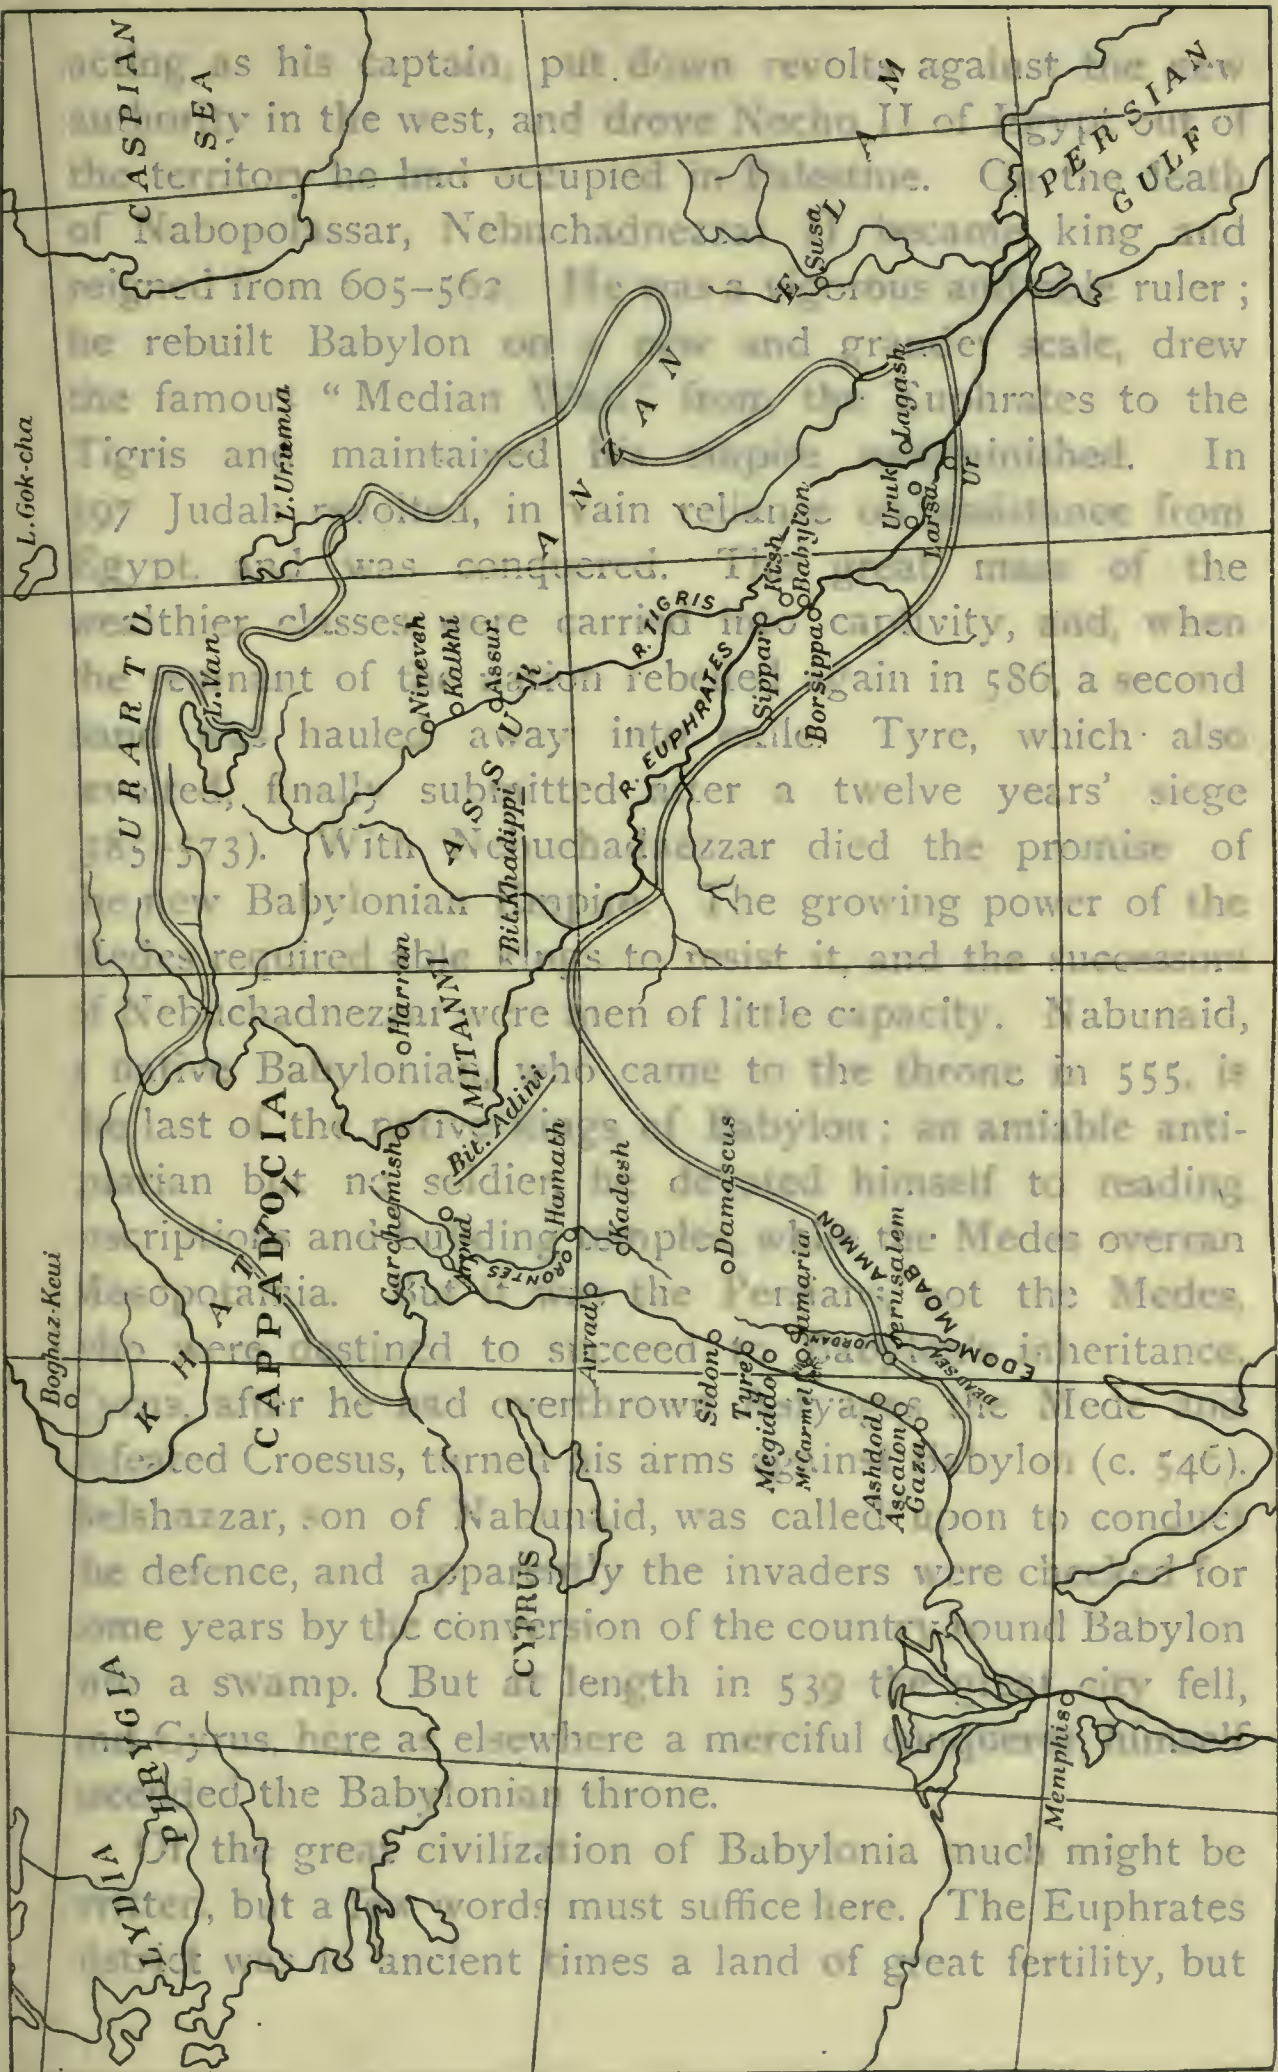 acting as his captain, put down revolts against the new
authority in the west, and drove Necho II of Egypt out of
the territory he had occupied in Palestine. On the death
of Nabopolassar, Nebuchadnezzar became king and
reigned from 605–562 He was a vigorous and ruler;
he rebuilt Babylon on a new and grander scale, drew
the famous "Median Wall" from the Euphrates to the
Tigris and maintained his empire undiminished. In
597 Judah revolted, in vain reliance on assistance from
Egypt, and was conquered. The great mass of the
wealthier classes were carried into captivity, and, when
the remnant of the nation rebelled again in 586, a second
hauled away into exile. Tyre, which also
finally submitted after a twelve years' siege
(585–573). With Nebuchadnezzar died the promise of
the new Babylonian Empire. The growing power of the
Medes required able kings to resist it, and the successors
of Nebuchadnezzar were men of little capacity. Nabunaid,
a native Babylonian, who came to the throne in 555, is
the last of the native kings of Babylon; an amiable anti-
quarian but no soldier, he devoted himself to reading
inscriptions and founding temples while the Medes overran
Mesopotamia. But it was the Persians, not the Medes,
who were destined to succeed to inheritance.
Cyrus, after he had overthrown Astyages the Mede and
defeated Croesus, turned his arms against Babylon (c. 546).
Belshazzar, son of Nabunaid, was called upon to conduct
the defence, and apparently the invaders were checked for
some years by the conversion of the country round Babylon
into a swamp. But at length in 539 the great city fell,
and Cyrus, here as elsewhere a merciful conqueror, himself
ascended the Babylonian throne.
Of the great civilization of Babylonia much might be
written, but a few words must suffice here. The Euphrates
district was in ancient times a land of great fertility, but
LYDIA
PHRYGIA
Boghaz-Keui
KHATTI
CAPPADOCIA
CYPRUS
URARTU
L. Gok-cha
L. Van
L. Urumia
CASPIAN
SEA
Carchemish
Harran
MITANNI
Bit. Adini
Arpad
R. ORONTES
Hamath
Arvad
Kadesh
Bit. Khadippi
ASSUR
Nineveh
Kalkhi
Assur
R. TIGRIS
R. EUPHRATES
ANZAN
Sidon
Tyre
Damascus
Megiddo
Mt Carmel
Samaria
JORDAN
AMMON
Jerusalem
MOAB
DEAD SEA
EDOM
Ashdod
Ascalon
Gaza
Memphis
Sippar
Kish
Babylon
Borsippa
Uruk
Larsa
Lagash
Ur
Susa
ELAM
PERSIAN
GULF